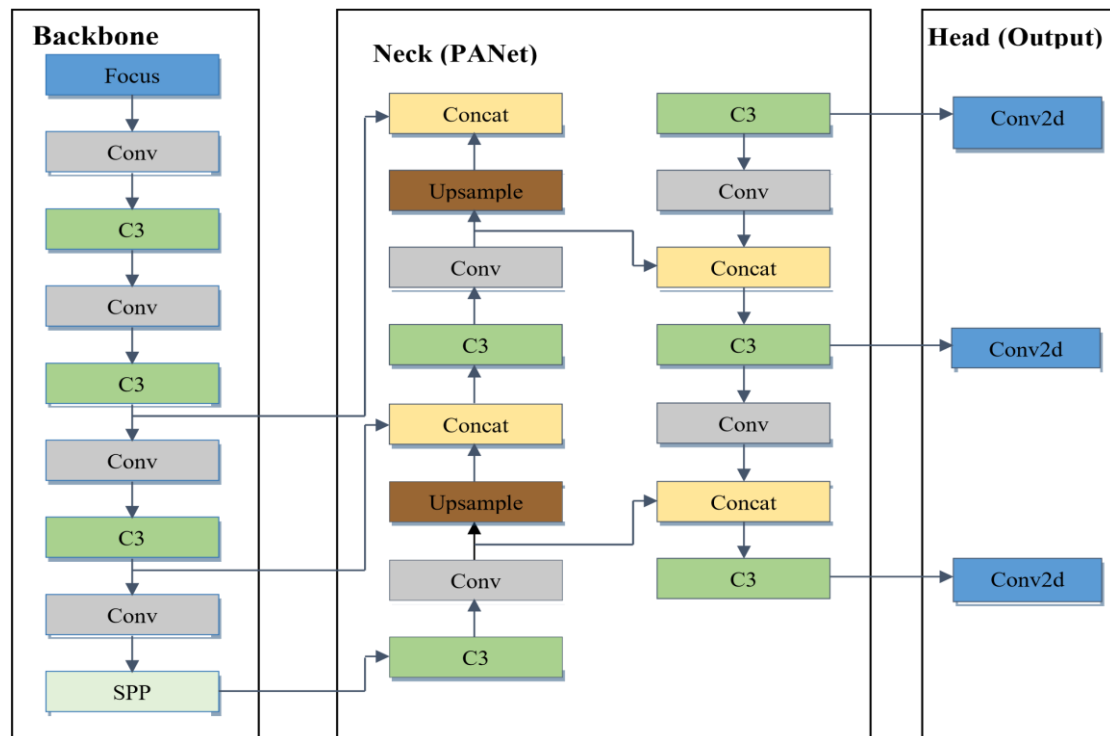 Backbone
Focus
Conv
C3
Conv
C3
Conv
C3
Conv
SPP
Neck (PANet)
Concat
Upsample
Conv
C3
Concat
Upsample
Conv
C3
C3
Conv
Concat
C3
Conv
Concat
C3
Head (Output)
Conv2d
Conv2d
Conv2d